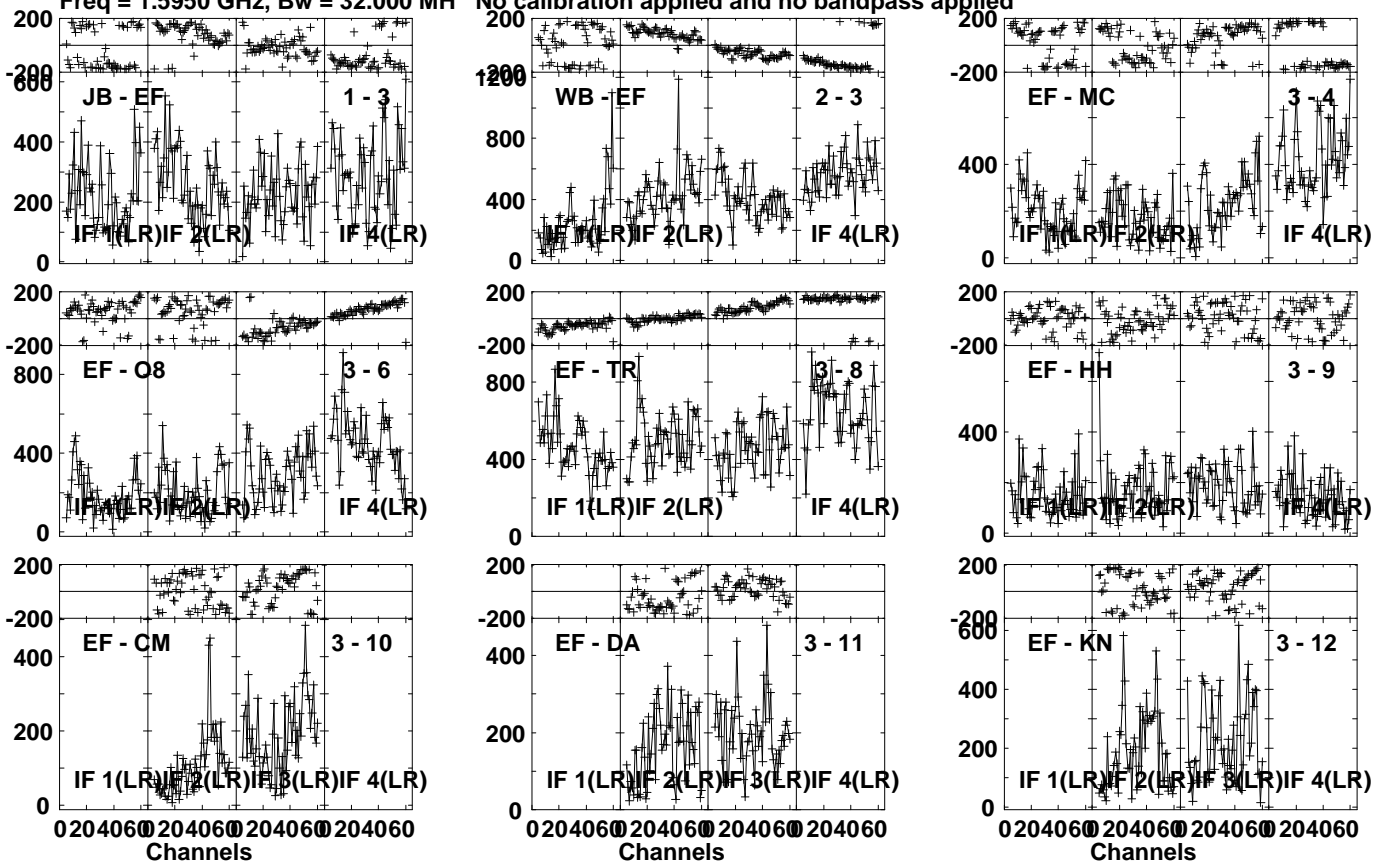 Freq = 1.5950 GHz, Bw = 32.000 MH No calibration applied and no bandpass applied
200
-200
600
400
200
0
JB - EF
1 - 3
IF 1(LR)
IF 2(LR)
IF 4(LR)
200
-200
1200
800
400
0
WB - EF
2 - 3
IF 1(LR)
IF 2(LR)
IF 4(LR)
200
-200
400
0
EF - MC
3 - 4
IF 1(LR)
IF 2(LR)
IF 4(LR)
200
-200
800
400
0
EF - O8
3 - 6
IF 1(LR)
IF 2(LR)
IF 4(LR)
200
-200
800
400
0
EF - TR
3 - 8
IF 1(LR)
IF 2(LR)
IF 4(LR)
200
-200
400
0
EF - HH
3 - 9
IF 1(LR)
IF 2(LR)
IF 4(LR)
200
-200
400
200
0
EF - CM
3 - 10
IF 1(LR)
IF 2(LR)
IF 3(LR)
IF 4(LR)
0 20 40 60 0 20 40 60 0 20 40 60 0 20 40 60
Channels
200
-200
400
200
0
EF - DA
3 - 11
IF 1(LR)
IF 2(LR)
IF 3(LR)
IF 4(LR)
0 20 40 60 0 20 40 60 0 20 40 60 0 20 40 60
Channels
200
-200
600
400
200
0
EF - KN
3 - 12
IF 1(LR)
IF 2(LR)
IF 3(LR)
IF 4(LR)
0 20 40 60 0 20 40 60 0 20 40 60 0 20 40 60
Channels